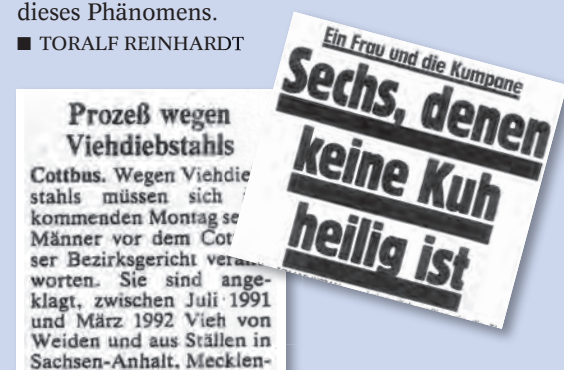 dieses Phänomens.
■ TORALF REINHARDT
Ein Frau und die Kumpane
Sechs, denen
keine Kuh
heilig ist
Prozeß wegen
Viehdiebstahls
Cottbus. Wegen Viehdie
stahls müssen sich
kommenden Montag se
Männer vor dem Cot
ser Bezirksgericht veran
worten. Sie sind ange-
klagt, zwischen Juli 1991
und März 1992 Vieh von
Weiden und aus Ställen in
Sachsen-Anhalt, Mecklen-